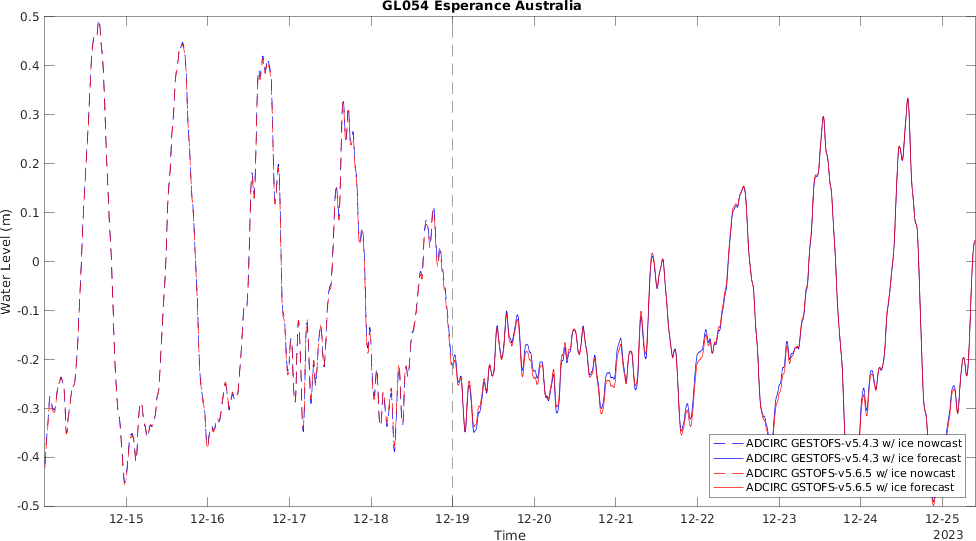 GL054 Esperance Australia
Water Level (m)
0.5
0.4
0.3
0.2
0.1
0
-0.1
-0.2
-0.3
-0.4
-0.5
ADCIRC GESTOFS-v5.4.3 w/ ice nowcast
ADCIRC GESTOFS-v5.4.3 w/ ice forecast
ADCIRC GSTOFS-v5.6.5 w/ ice nowcast
ADCIRC GSTOFS-v5.6.5 w/ ice forecast
12-15 12-16 12-17 12-18 12-19 12-20 12-21 12-22 12-23 12-24 12-25
Time
2023